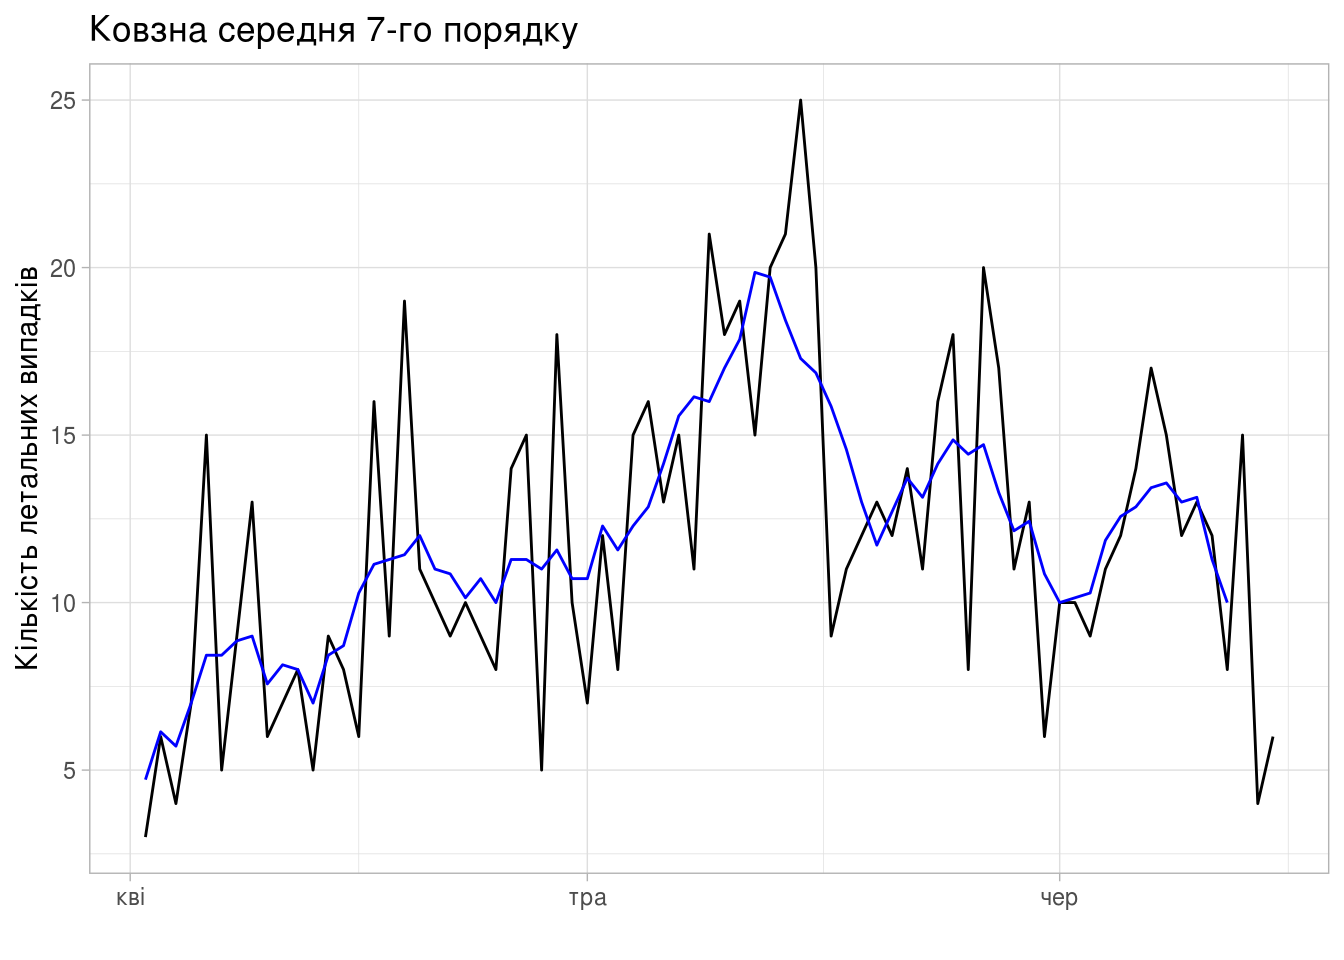 Ковзна середня 7-го порядку
Кількість летальних випадків
25
20
15
10
5
кві
тра
чер